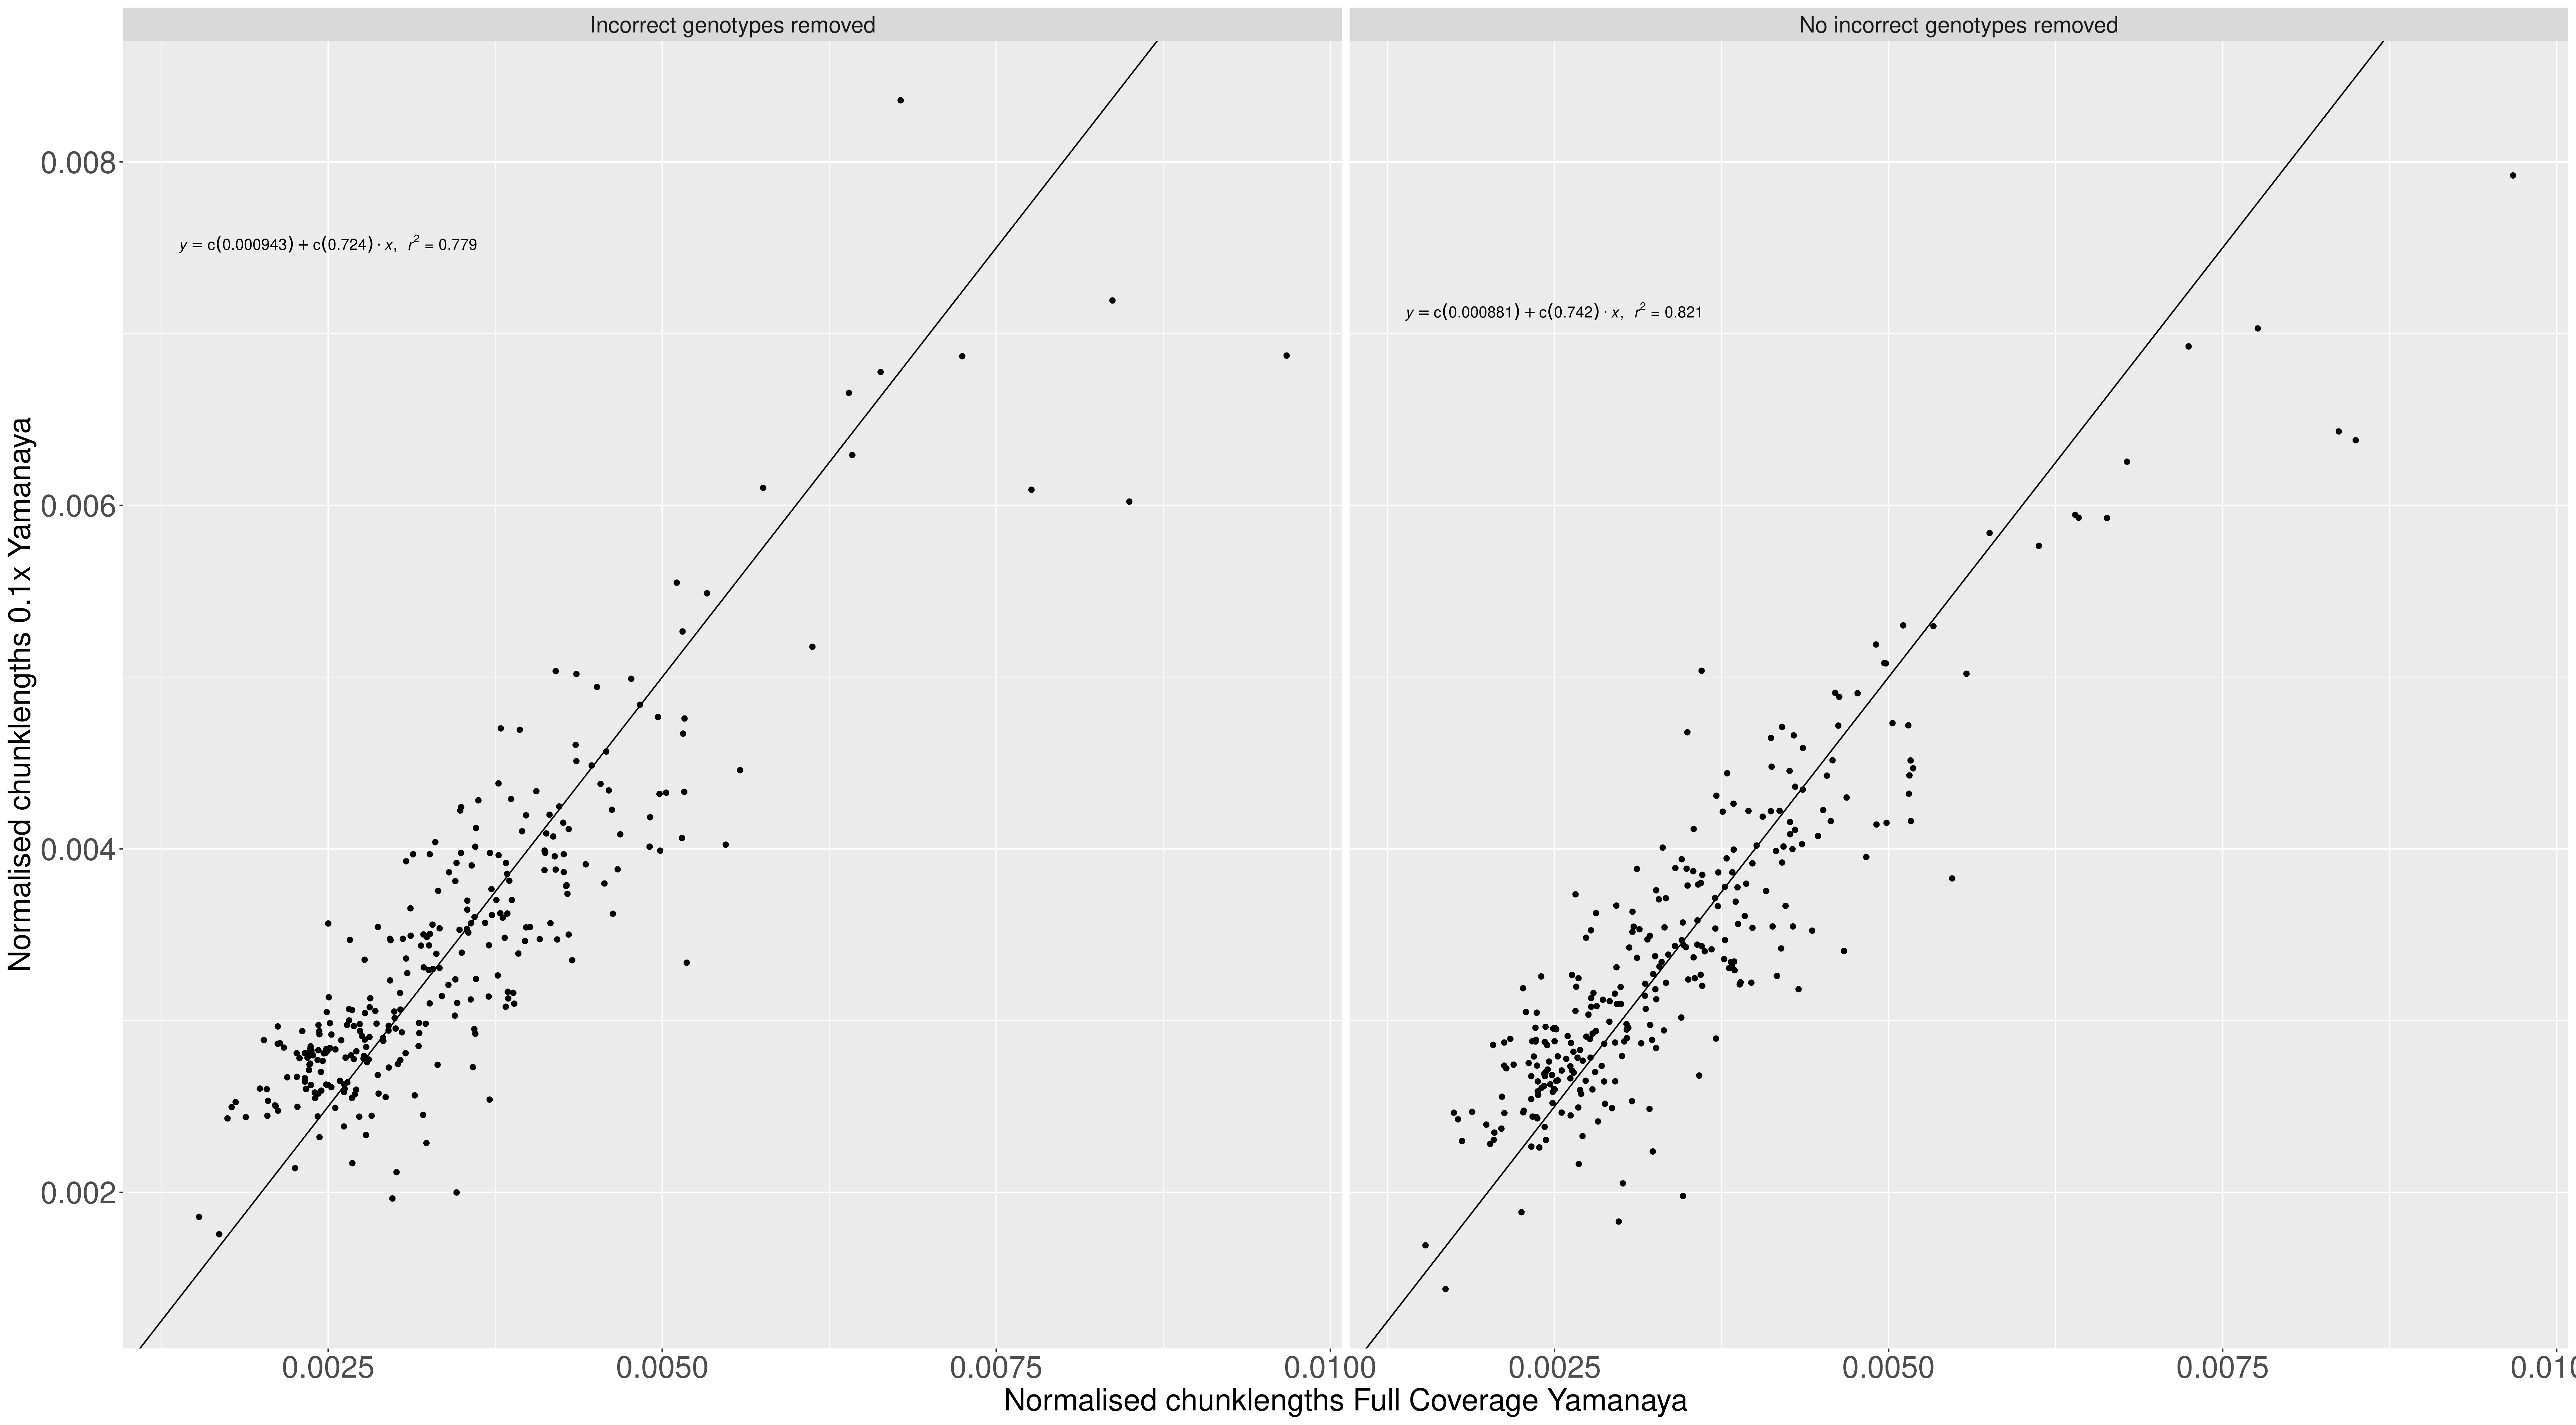 Incorrect genotypes removed
No incorrect genotypes removed
0.008
0.006
0.004
0.002
Normalised chunklengths 0.1x Yamanaya
y = c(0.000943) + c(0.724) · x, r² = 0.779
y = c(0.000881) + c(0.742) · x, r² = 0.821
0.0025 0.0050 0.0075 0.0100 0.0025 0.0050 0.0075 0.010
Normalised chunklengths Full Coverage Yamanaya